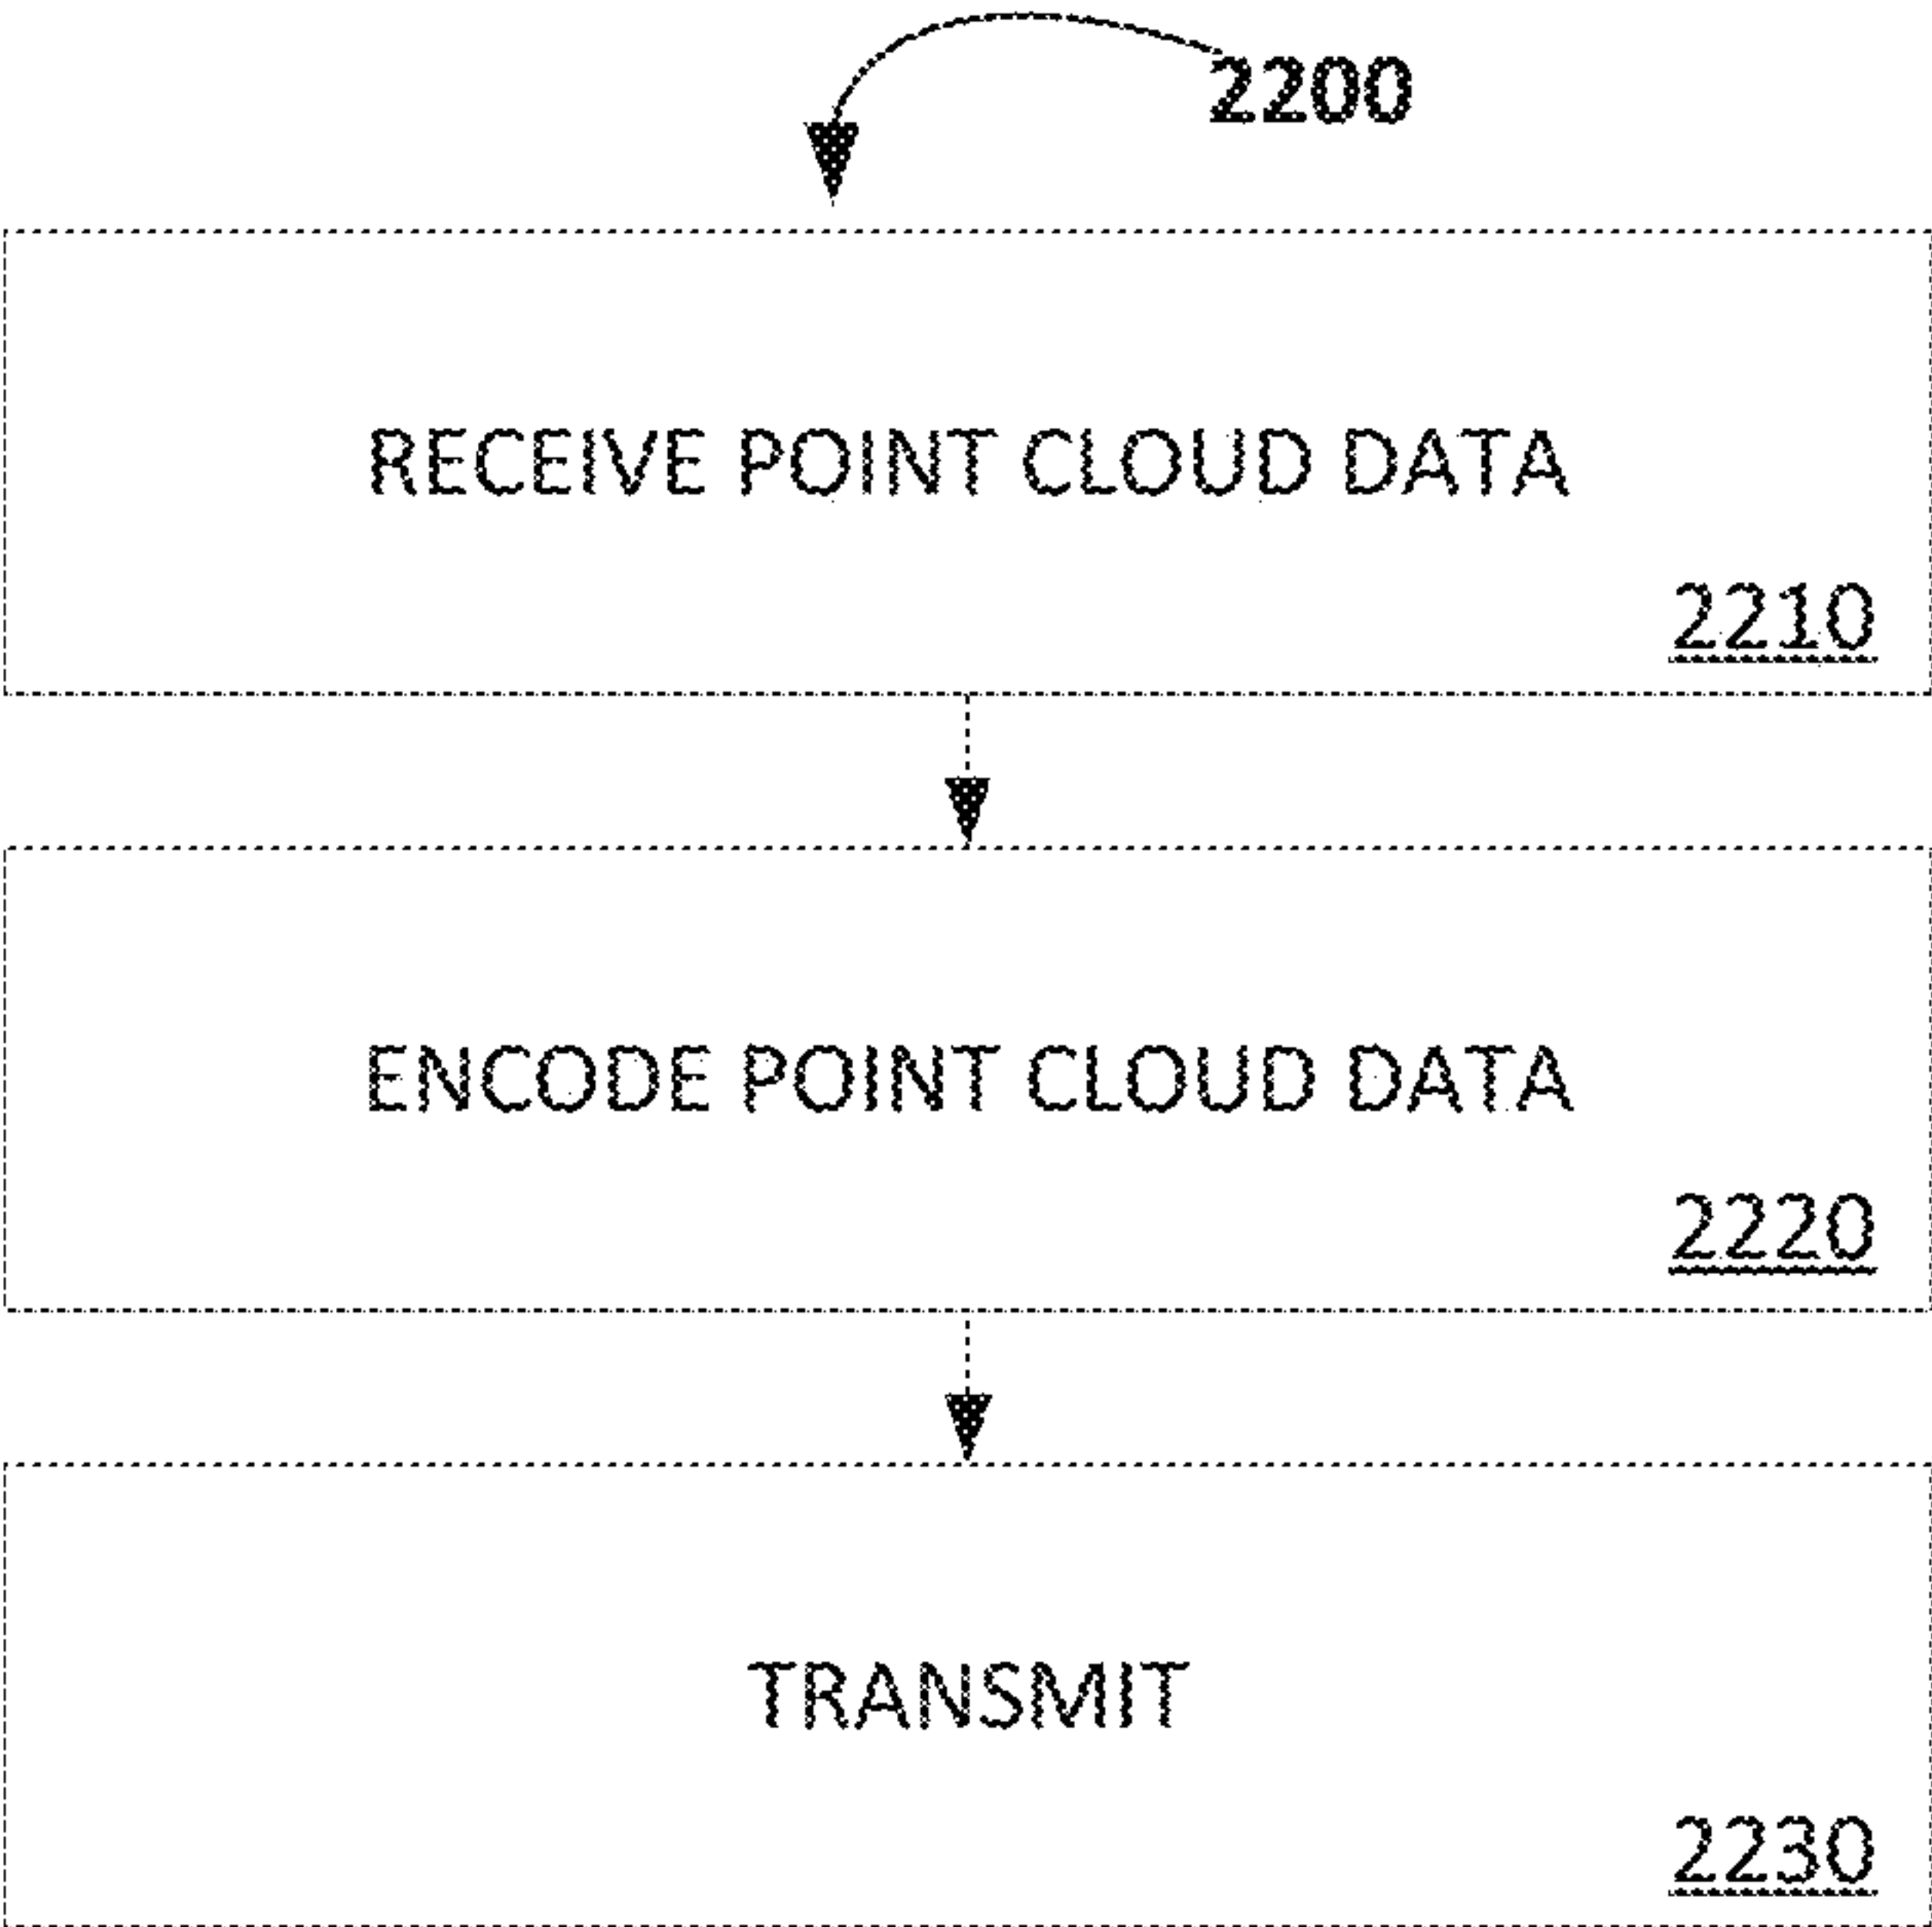 2200
RECEIVE POINT CLOUD DATA
2210
ENCODE POINT CLOUD DATA
2220
TRANSMIT
2230